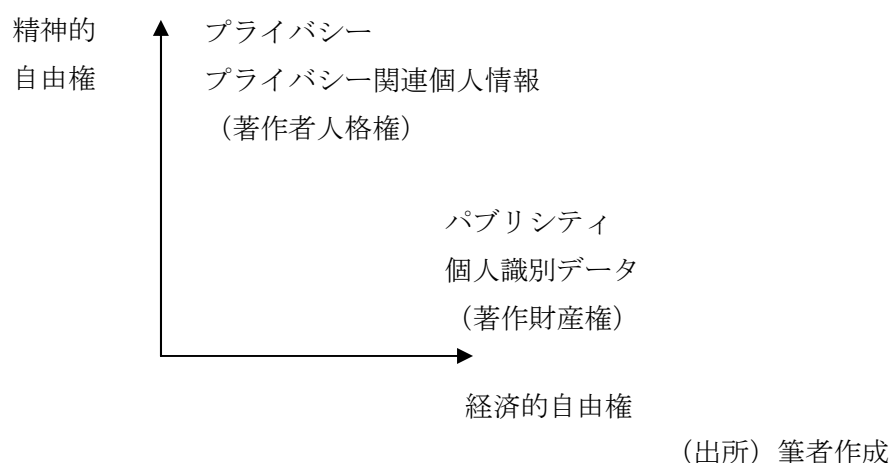 精神的
自由権
プライバシー
プライバシー関連個人情報
（著作者人格権）
パブリシティ
個人識別データ
（著作財産権）
経済的自由権
（出所）筆者作成